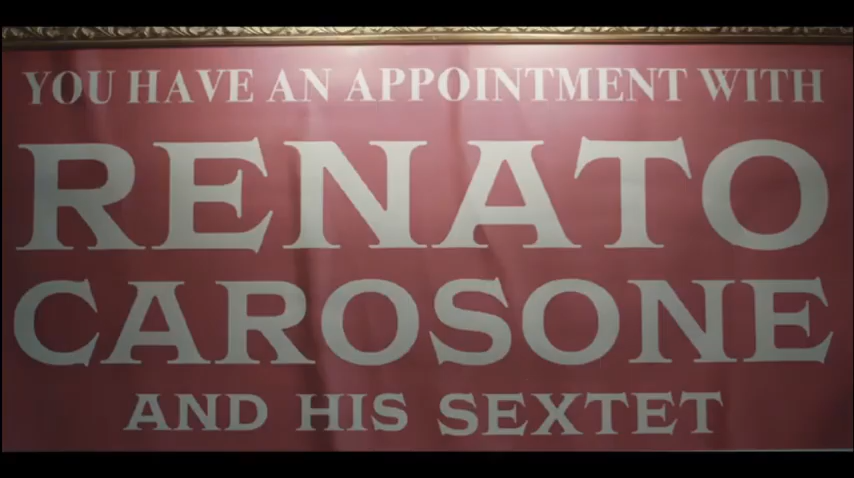 YOU HAVE AN APPOINTMENT WITH
RENATO
CAROSONE
AND HIS SEXTET